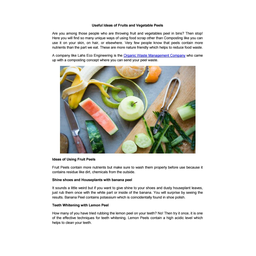 Useful Ideas of Fruits and Vegetable Peels
Are you among those people who are throwing fruit and vegetables peel in bins? Then stop!
Here you will find so many unique ways of using food scrap other than Composting like you can
use it on your skin, on hair, or elsewhere. Very few people know that peels contain more
nutrients than the part we eat. These are more nature friendly which helps to reduce food waste.
A company like Lahs Eco Engineering is the Organic Waste Management Company who came
up with a composting concept where you can send your peel waste.
Ideas of Using Fruit Peels
Fruit Peels contain more nutrients but make sure to wash them properly before use because it
contains residue like dirt, chemicals from the outside.
Shine shoes and Houseplants with banana peel
It sounds a little weird but if you want to give shine to your shoes and dusty houseplant leaves,
just rub them once with the white part or inside of the banana. You will surprise by seeing the
results. Banana Peel contains potassium which is coincidentally found in shoe polish.
Teeth Whitening with Lemon Peel
How many of you have tried rubbing the lemon peel on your teeth? No! Then try it once, it is one
of the effective techniques for teeth whitening. Lemon Peels contain a high acidic level which
helps to clean your teeth.